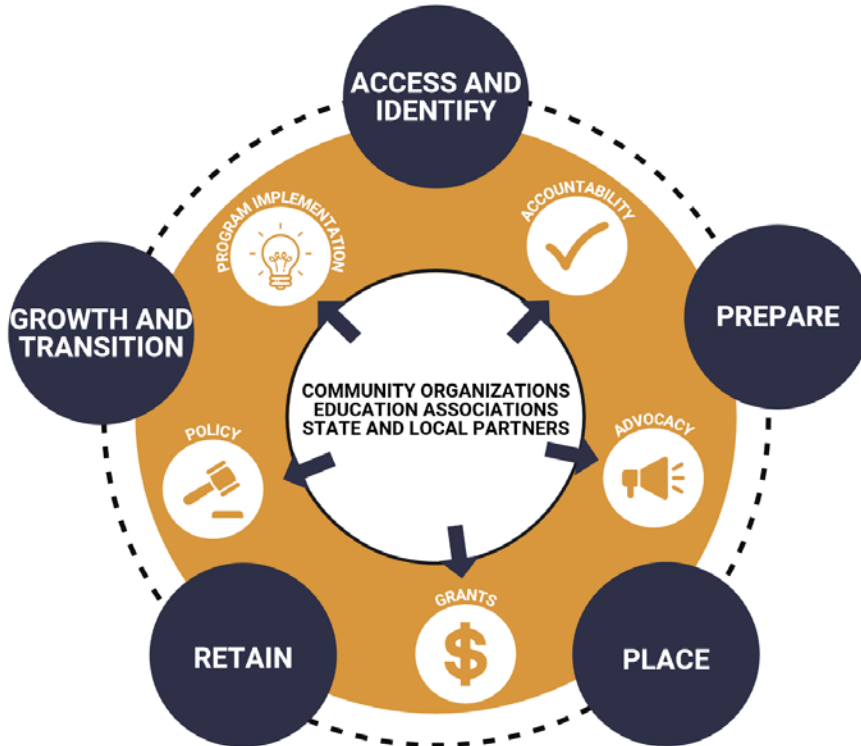 ACCESS AND
IDENTIFY
PROGRAM IMPLEMENTATION
ACCOUNTABILITY
GROWTH AND
TRANSITION
PREPARE
COMMUNITY ORGANIZATIONS
EDUCATION ASSOCIATIONS
STATE AND LOCAL PARTNERS
POLICY
ADVOCACY
GRANTS
$
RETAIN
PLACE